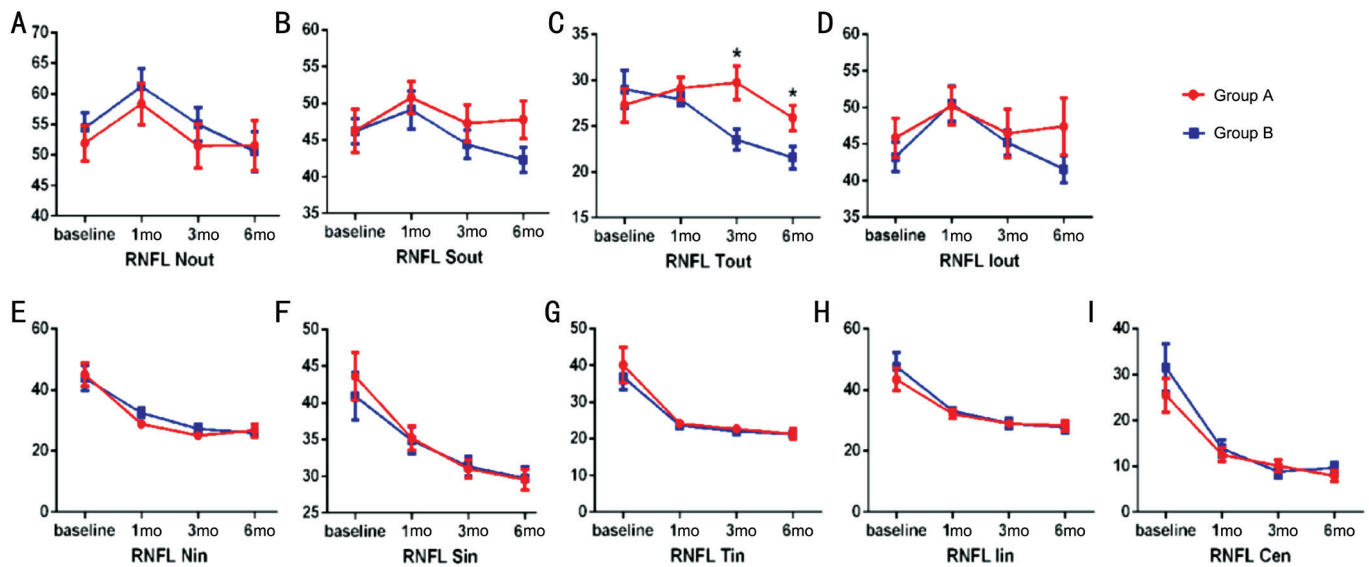 A
70
65
60
55
50
45
40
baseline 1mo 3mo 6mo
RNFL Nout
B
60
55
50
45
40
35
baseline 1mo 3mo 6mo
RNFL Sout
C
35
30
25
20
15
* *
baseline 1mo 3mo 6mo
RNFL Tout
D
60
55
50
45
40
35
baseline 1mo 3mo 6mo
RNFL Iout
Group A
Group B
E
60
40
20
0
baseline 1mo 3mo 6mo
RNFL Nin
F
50
45
40
35
30
25
baseline 1mo 3mo 6mo
RNFL Sin
G
50
40
30
20
10
0
baseline 1mo 3mo 6mo
RNFL Tin
H
60
40
20
0
baseline 1mo 3mo 6mo
RNFL Iin
I
40
30
20
10
0
baseline 1mo 3mo 6mo
RNFL Cen